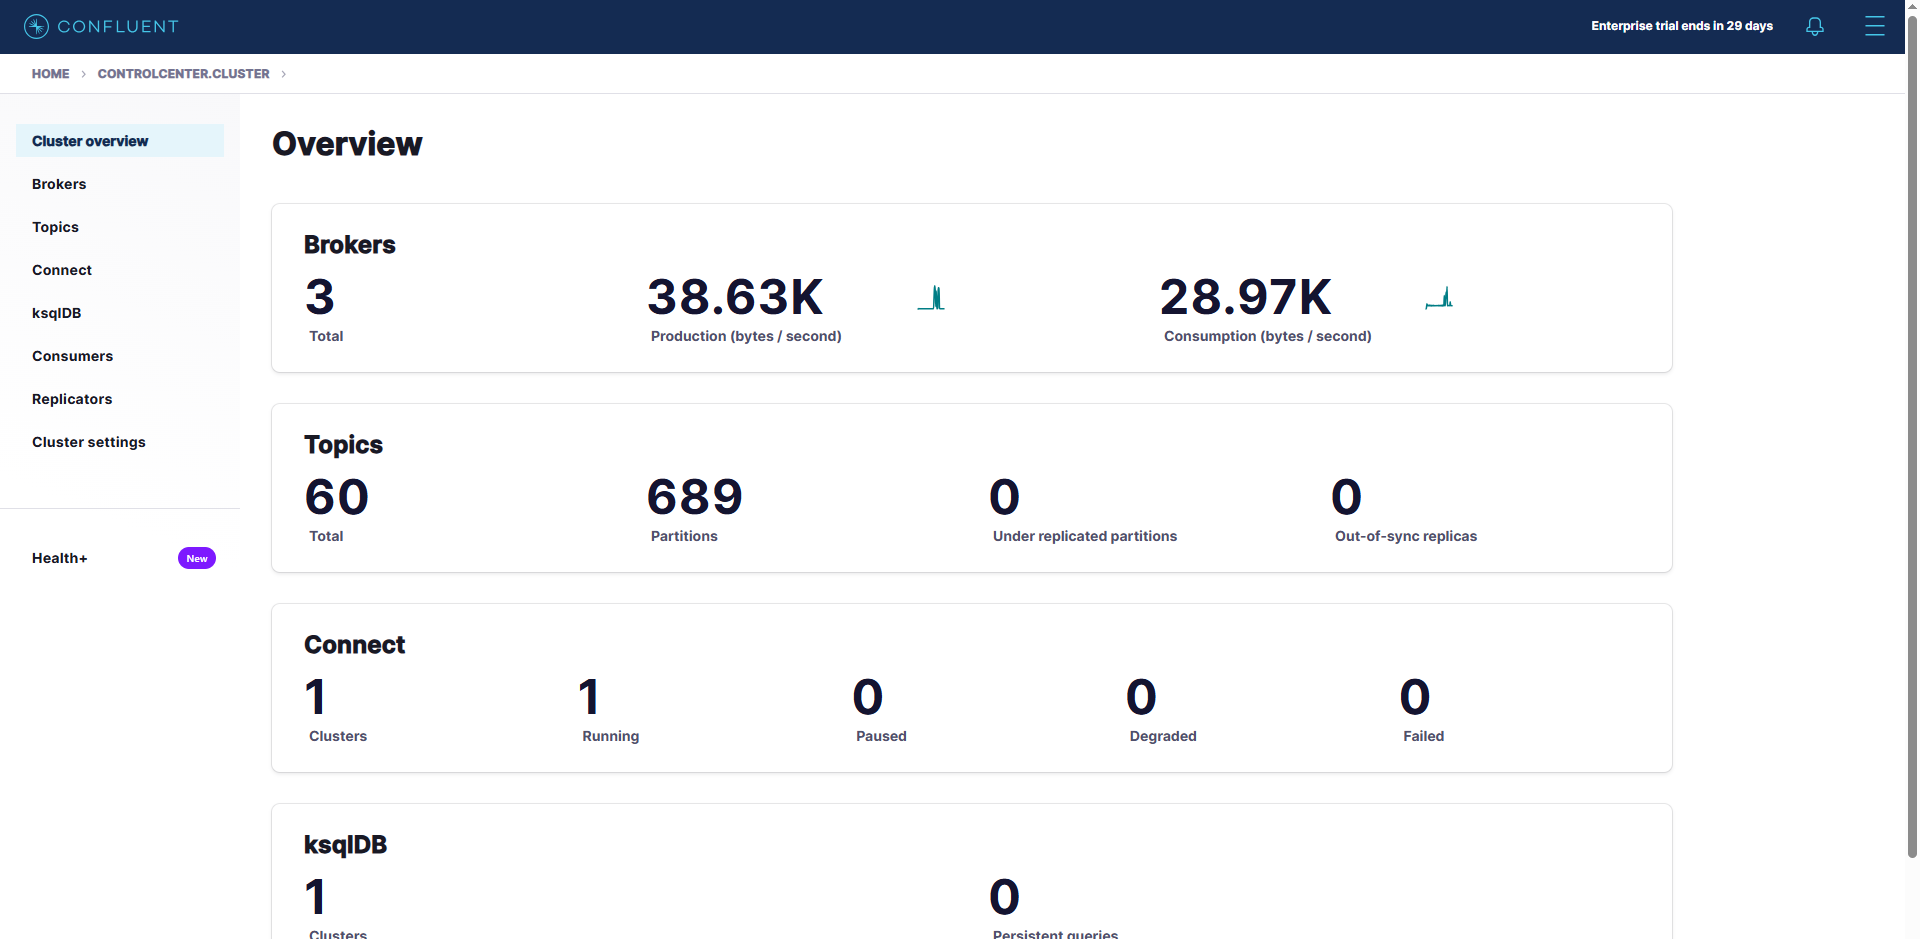 CONFLUENT
Enterprise trial ends in 29 days
HOME > CONTROLCENTER.CLUSTER >
Cluster overview
Brokers
Topics
Connect
ksqlDB
Consumers
Replicators
Cluster settings
Health+ New
Overview
Brokers
3 38.63K 28.97K
Total Production (bytes / second) Consumption (bytes / second)
Topics
60 689 0 0
Total Partitions Under replicated partitions Out-of-sync replicas
Connect
1 1 0 0 0
Clusters Running Paused Degraded Failed
ksqlDB
1 0
Clusters Persistent queries